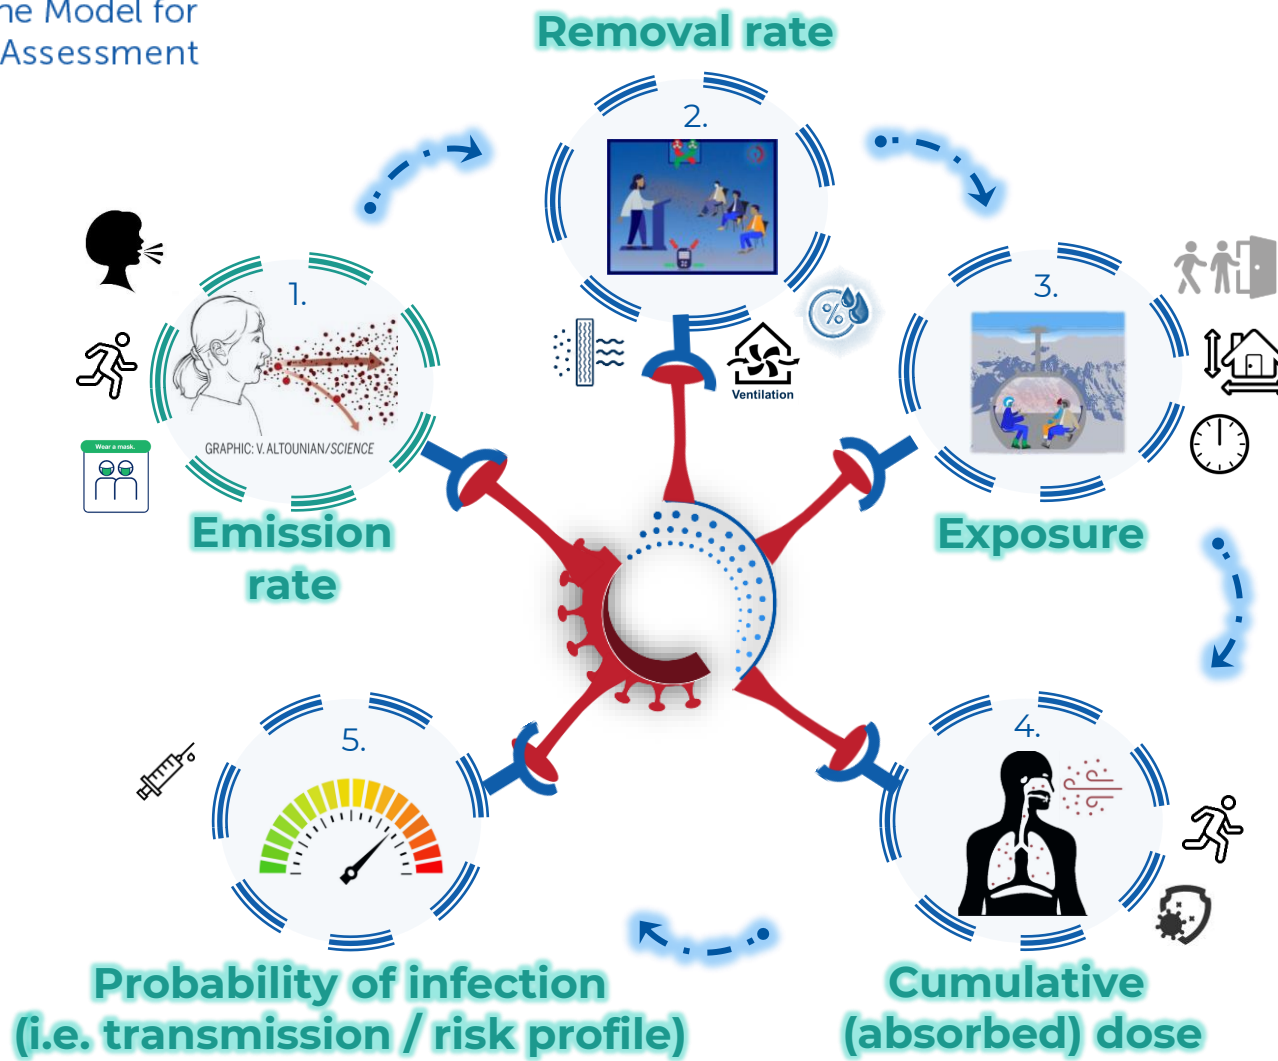 ne Model for
Assessment
Removal rate
2.
1.
3.
Wear a mask.
GRAPHIC: V. ALTOUNIAN/SCIENCE
%
Ventilation
Emission
rate
Exposure
5.
4.
Probability of infection
(i.e. transmission / risk profile)
Cumulative
(absorbed) dose